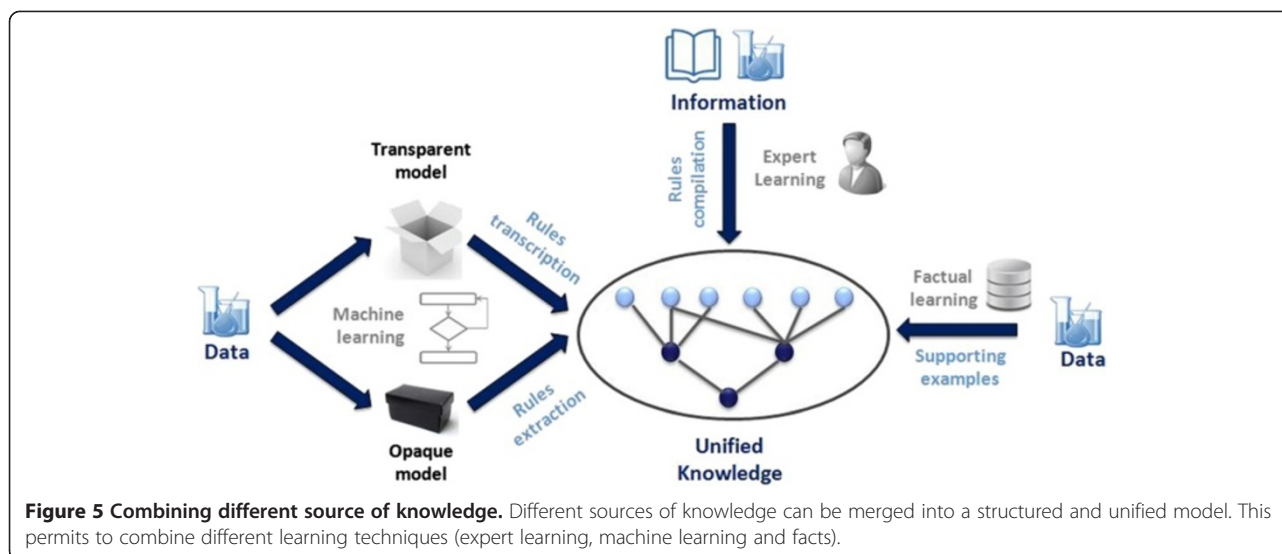 Information
Rules
compilation
Expert
Learning
Transparent
model
Rules
transcription
Machine
learning
Data
Rules
extraction
Opaque
model
Factual
learning
Supporting
examples
Data
Unified
Knowledge
Figure 5 Combining different source of knowledge. Different sources of knowledge can be merged into a structured and unified model. This
permits to combine different learning techniques (expert learning, machine learning and facts).